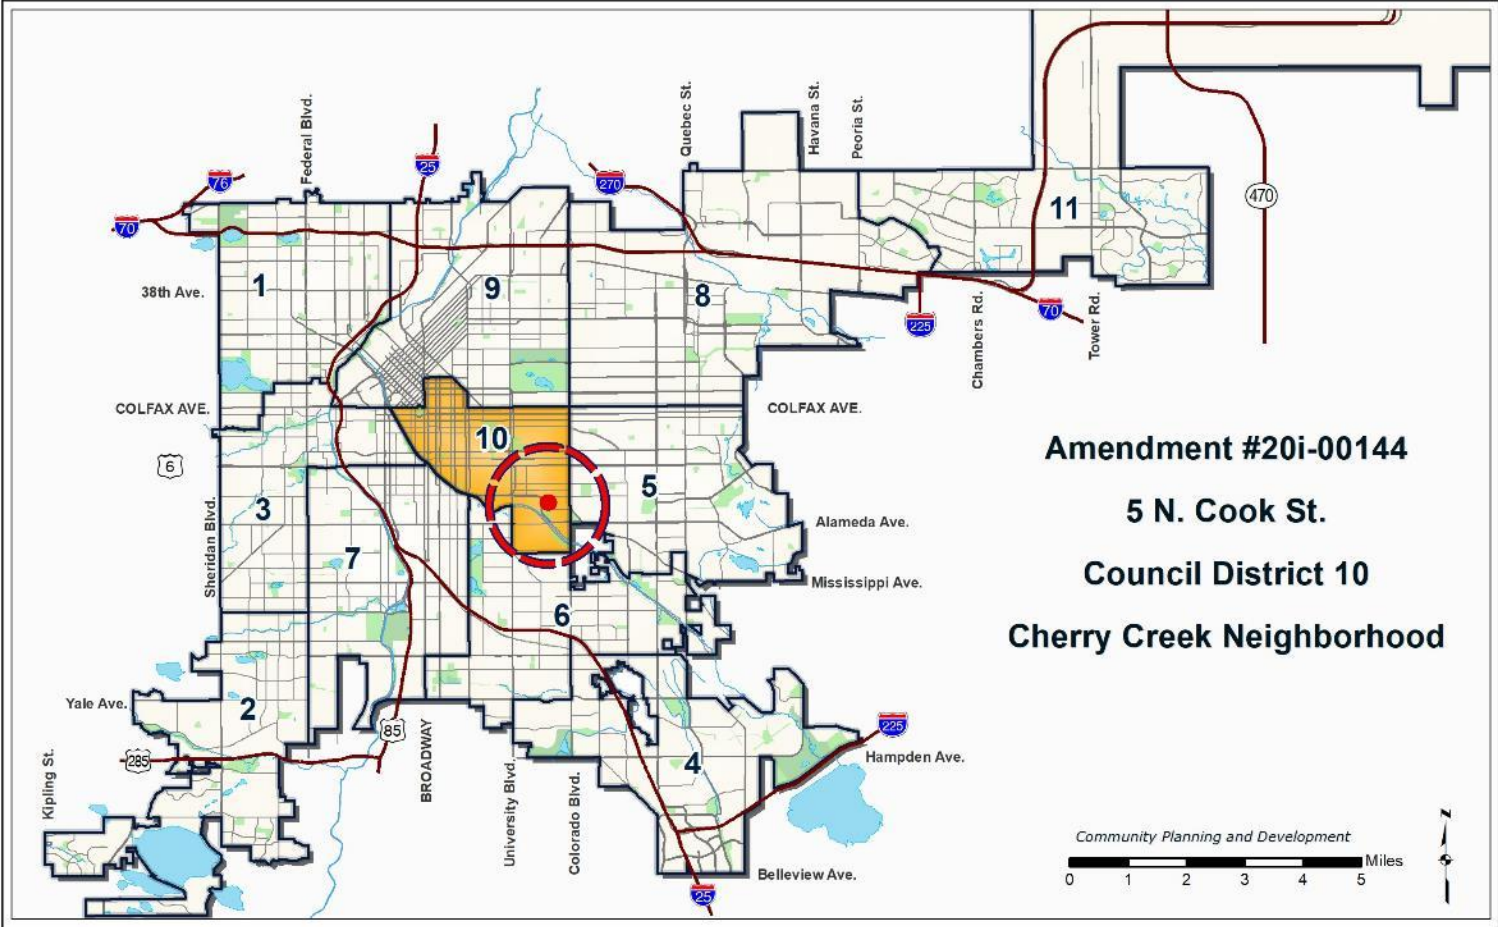 Federal Blvd.
Quebec St.
Havana St.
Peoria St.
76
25
270
70
470
11
1
9
8
38th Ave.
225
Chambers Rd.
70
Tower Rd.
COLFAX AVE.
COLFAX AVE.
10
6
5
3
Sheridan Blvd.
Alameda Ave.
7
Mississippi Ave.
6
Amendment #20i-00144
5 N. Cook St.
Council District 10
Cherry Creek Neighborhood
Yale Ave.
2
85
BROADWAY
225
285
Hampden Ave.
4
Kipling St.
University Blvd.
Colorado Blvd.
Belleview Ave.
25
Community Planning and Development
Miles
0 1 2 3 4 5
N